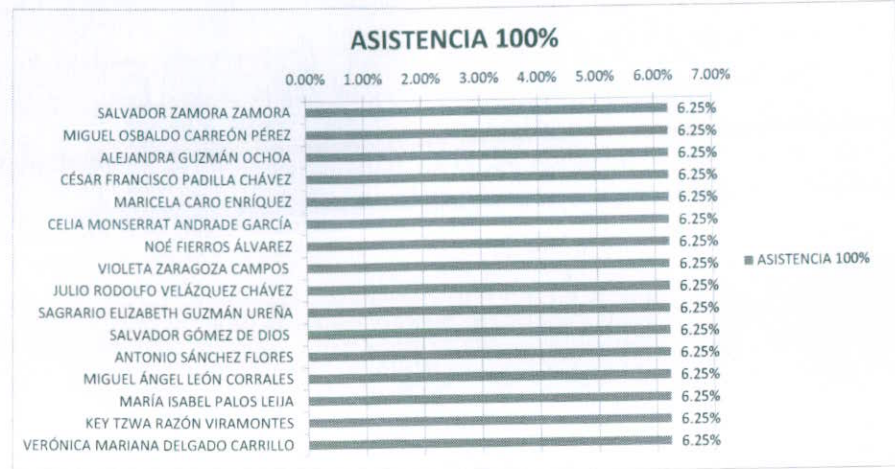 ASISTENCIA 100%
0.00% 1.00% 2.00% 3.00% 4.00% 5.00% 6.00% 7.00%
SALVADOR ZAMORA ZAMORA 6.25%
MIGUEL OSBALDO CARREÓN PÉREZ 6.25%
ALEJANDRA GUZMÁN OCHOA 6.25%
CÉSAR FRANCISCO PADILLA CHÁVEZ 6.25%
MARICELA CARO ENRÍQUEZ 6.25%
CELIA MONSERRAT ANDRADE GARCÍA 6.25%
NOÉ FIERROS ÁLVAREZ 6.25%
VIOLETA ZARAGOZA CAMPOS 6.25%
JULIO RODOLFO VELÁZQUEZ CHÁVEZ 6.25%
SAGRARIO ELIZABETH GUZMÁN UREÑA 6.25%
SALVADOR GÓMEZ DE DIOS 6.25%
ANTONIO SÁNCHEZ FLORES 6.25%
MIGUEL ÁNGEL LEÓN CORRALES 6.25%
MARÍA ISABEL PALOS LEIJA 6.25%
KEY TZWA RAZÓN VIRAMONTES 6.25%
VERÓNICA MARIANA DELGADO CARRILLO 6.25%
ASISTENCIA 100%